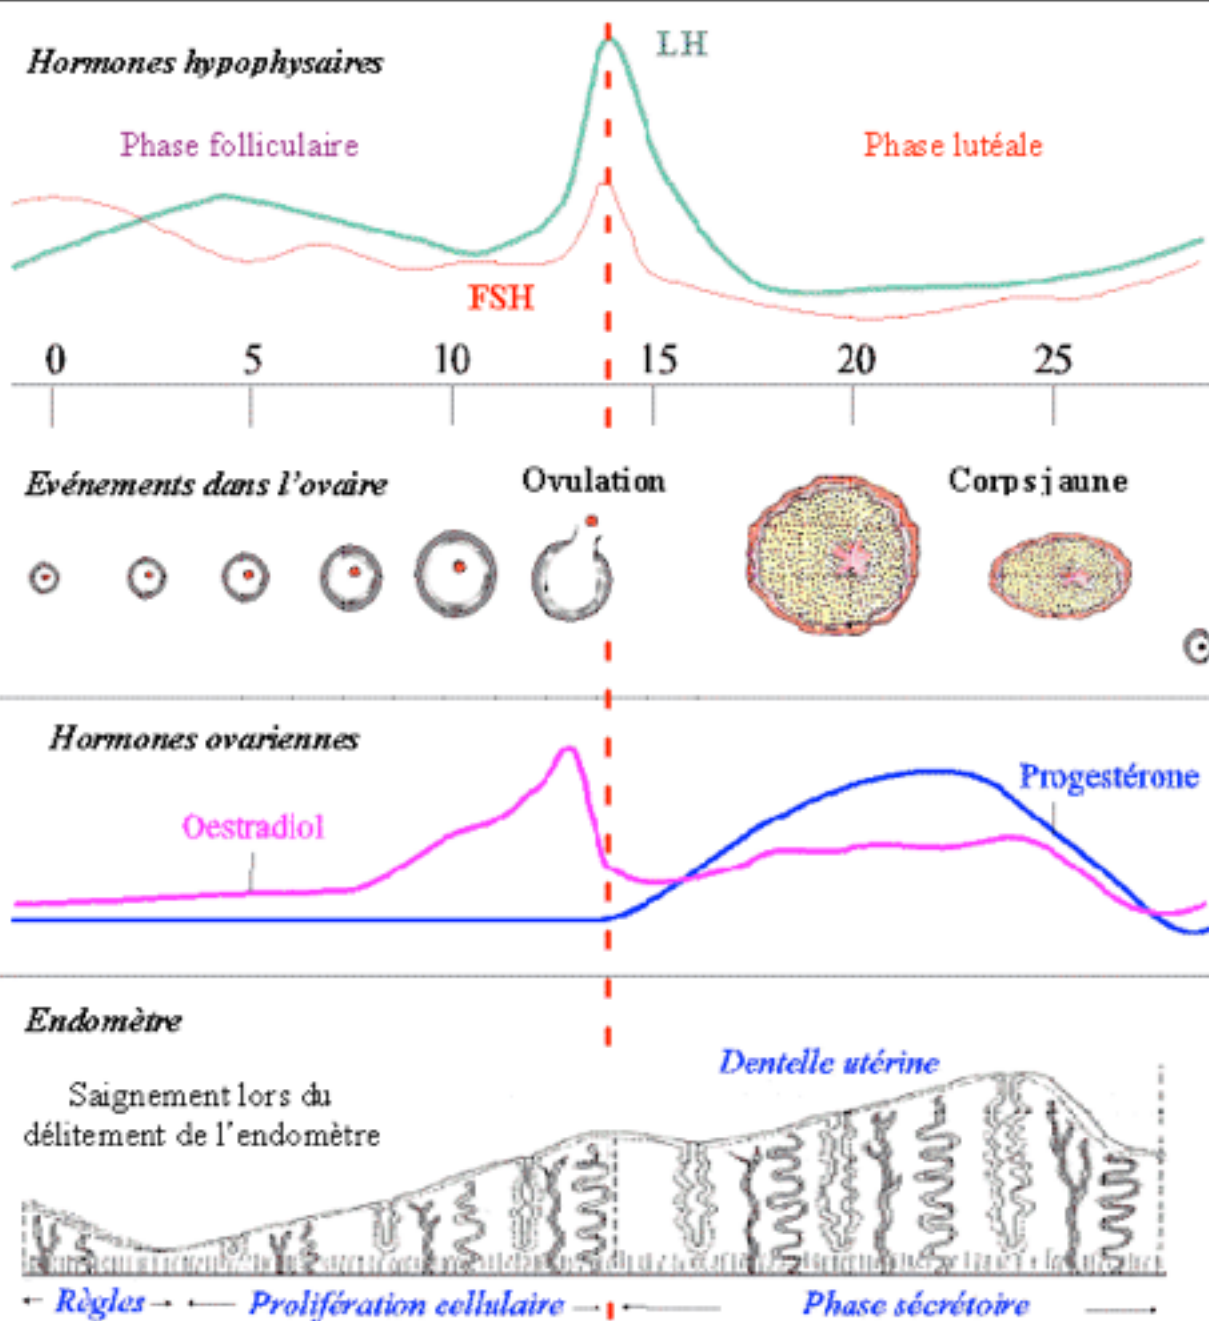 Hormones hypophysaires
LH
Phase folliculaire
Phase lutéale
FSH
0 5 10 15 20 25
Evénements dans l'ovaire
Ovulation
Corps jaune
Hormones ovariennes
Oestradiol
Progestérone
Endomètre
Dentelle utérine
Saignement lors du
délitement de l'endomètre
Règles
Prolifération cellulaire
Phase sécrétoire